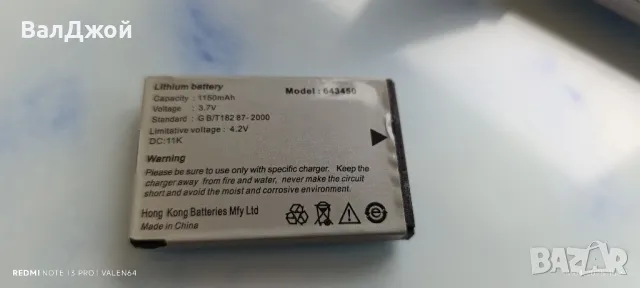 ВалДжой
Lithium battery
Model : 643450
Capacity : 1150mAh
Voltage : 3.7V
Standard : GB/T18287-2000
Limitative voltage : 4.2V
DC:11K
Warning
Please be sure to use only with specific charger. Keep the
charger away from fire and water, never make the circuit
short and avoid the moist and corrosive environment.
Hong Kong Batteries Mfy Ltd
Made in China
REDMI NOTE 13 PRO | VALEN64
BAZAR